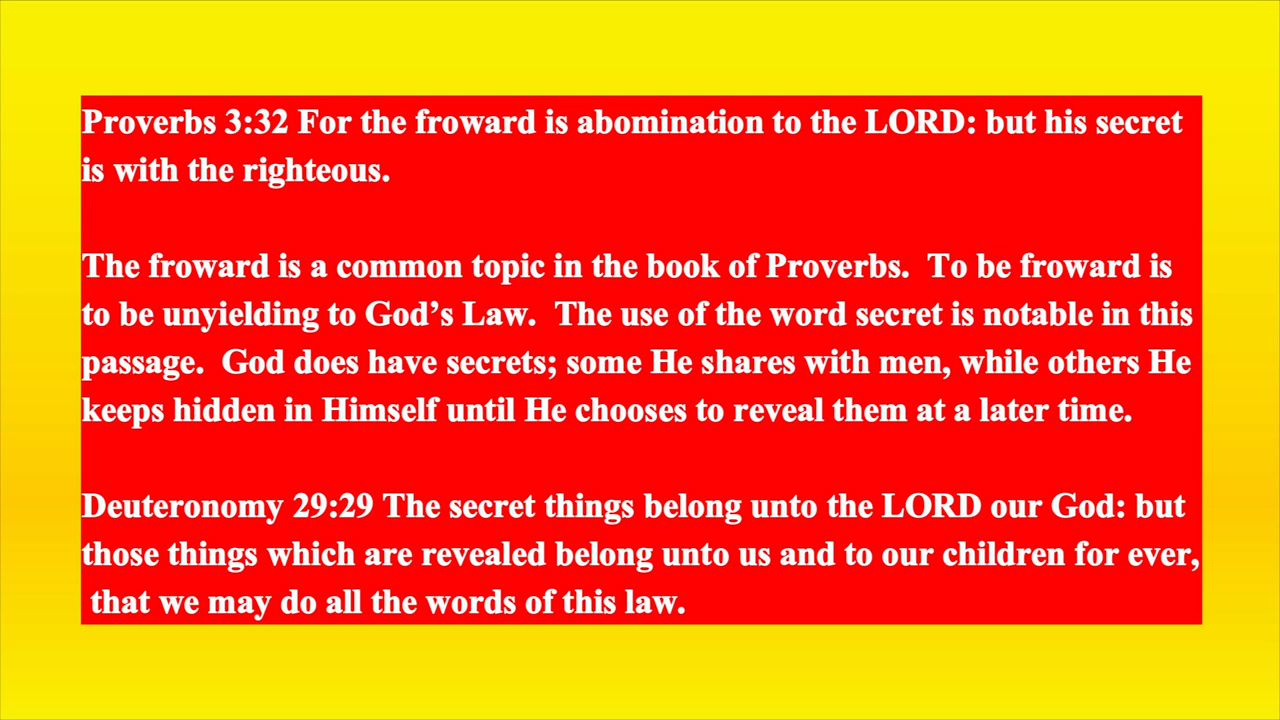 Proverbs 3:32 For the froward is abomination to the LORD: but his secret
is with the righteous.
The froward is a common topic in the book of Proverbs.  To be froward is
to be unyielding to God’s Law.  The use of the word secret is notable in this
passage.  God does have secrets; some He shares with men, while others He
keeps hidden in Himself until He chooses to reveal them at a later time.
Deuteronomy 29:29 The secret things belong unto the LORD our God: but
those things which are revealed belong unto us and to our children for ever,
that we may do all the words of this law.